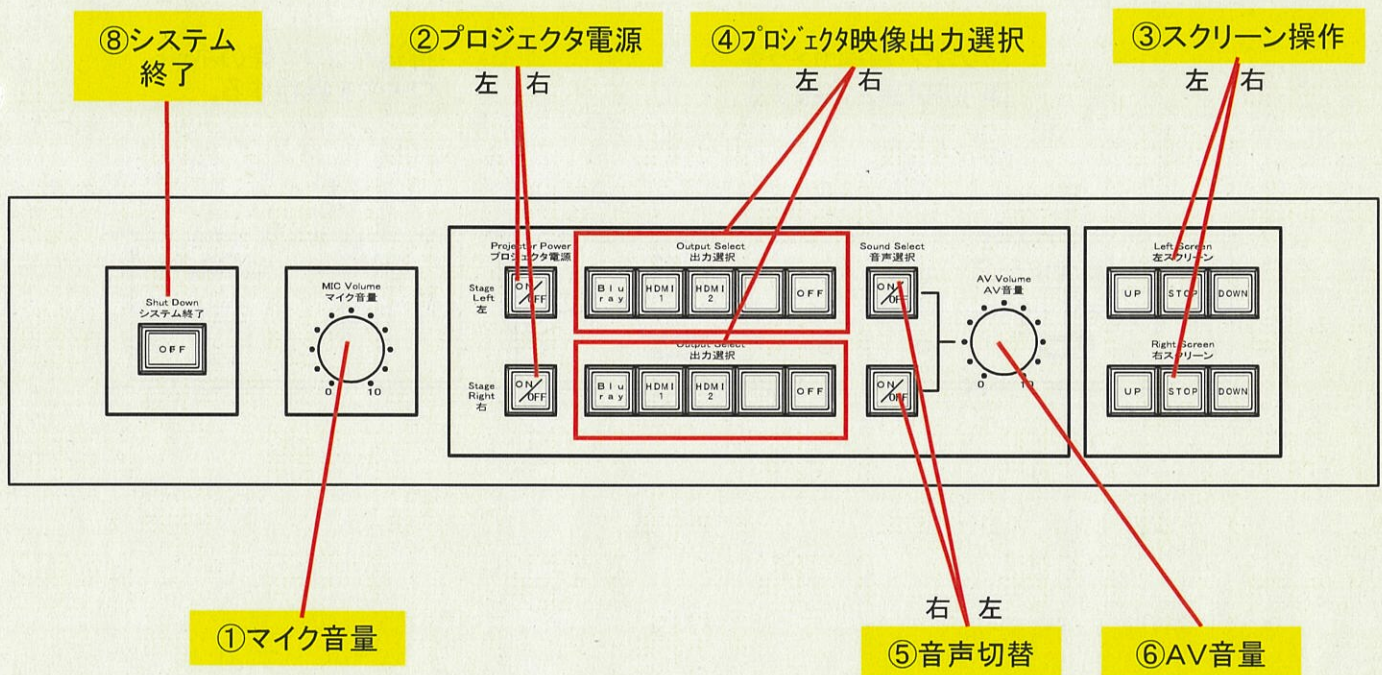 ⑧システム
終了
②プロジェクタ電源
左 右
④プロジェクタ映像出力選択
左 右
③スクリーン操作
左 右
Shut Down
システム終了
OFF
MIC Volume
マイク音量
0 10
Projector Power
プロジェクタ電源
Stage
Left
左
ON/OFF
Output Select
出力選択
Blu
ray
HDMI
1
HDMI
2
OFF
Sound Select
音声選択
ON/OFF
Stage
Right
右
ON/OFF
Output Select
出力選択
Blu
ray
HDMI
1
HDMI
2
OFF
ON/OFF
AV Volume
AV音量
0 10
Left Screen
左スクリーン
UP STOP DOWN
Right Screen
右スクリーン
UP STOP DOWN
①マイク音量
右 左
⑤音声切替
⑥AV音量